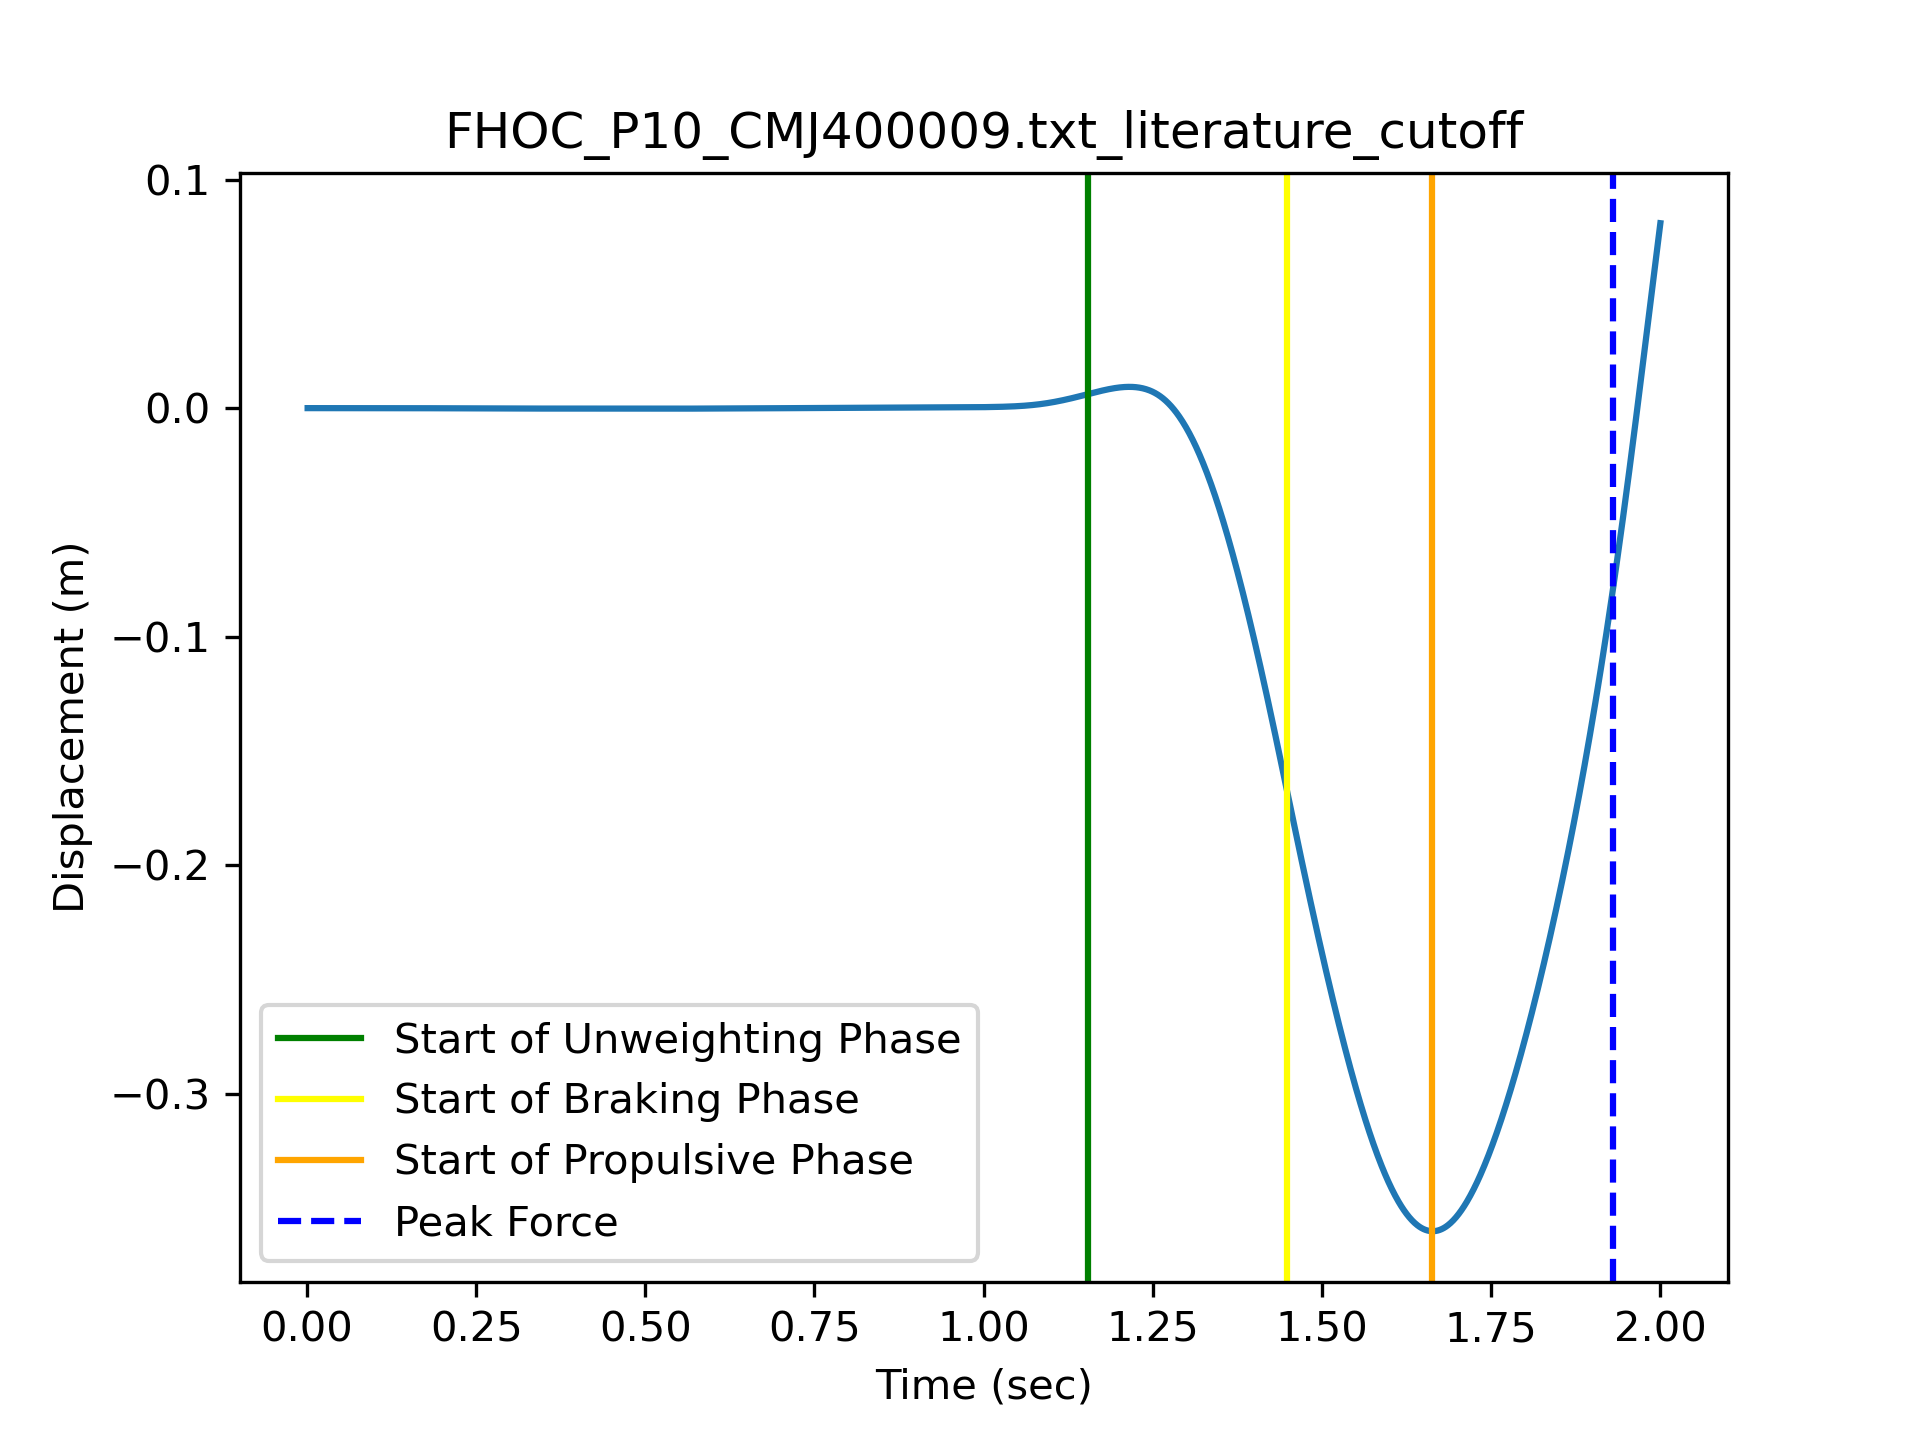 FHOC_P10_CMJ400009.txt_literature_cutoff
0.1
0.0
−0.1
−0.2
−0.3
Displacement (m)
Start of Unweighting Phase
Start of Braking Phase
Start of Propulsive Phase
Peak Force
0.00 0.25 0.50 0.75 1.00 1.25 1.50 1.75 2.00
Time (sec)